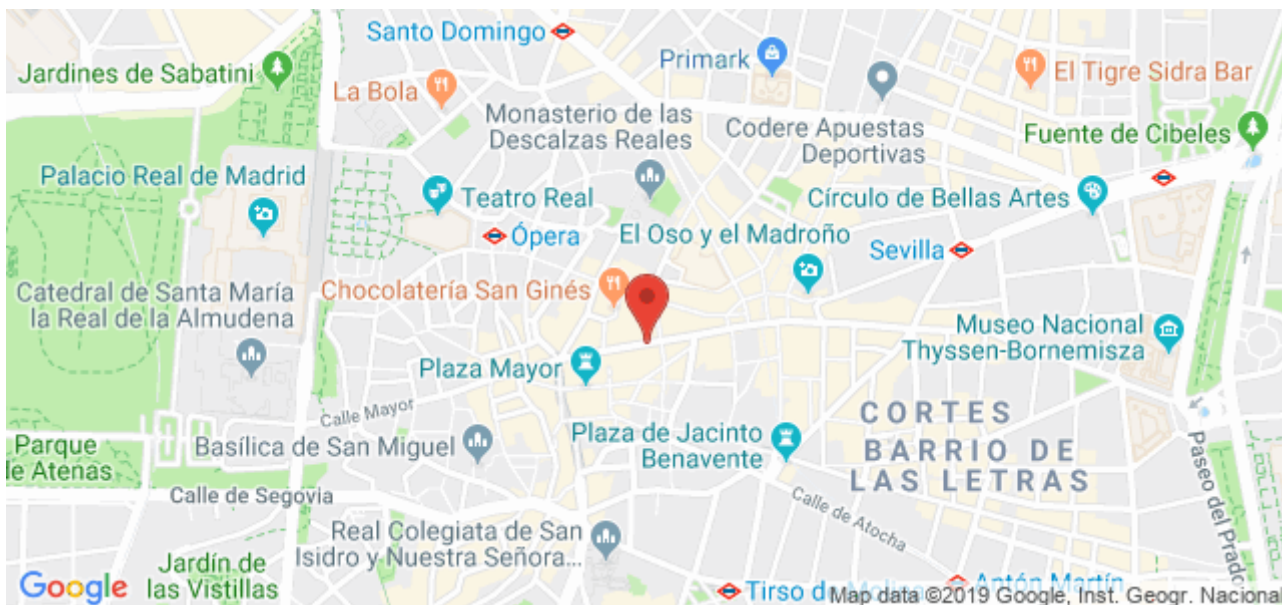 Santo Domingo
Primark
Jardines de Sabatini
La Bola
El Tigre Sidra Bar
Monasterio de las
Descalzas Reales
Codere Apuestas
Deportivas
Fuente de Cibeles
Palacio Real de Madrid
Teatro Real
Círculo de Bellas Artes
Ópera
El Oso y el Madroño
Sevilla
Chocolatería San Ginés
Catedral de Santa María
la Real de la Almudena
Museo Nacional
Thyssen-Bornemisza
Plaza Mayor
Calle Mayor
CORTES
Plaza de Jacinto
Benavente
BARRIO DE
LAS LETRAS
Parque
de Atenas
Basílica de San Miguel
Paseo del Prado
Calle de Segovia
Calle de Atocha
Real Colegiata de San
Isidro y Nuestra Señora...
Jardín de
las Vistillas
Google
Tirso de
Antón Martín
Map data ©2019 Google, Inst. Geogr. Nacional